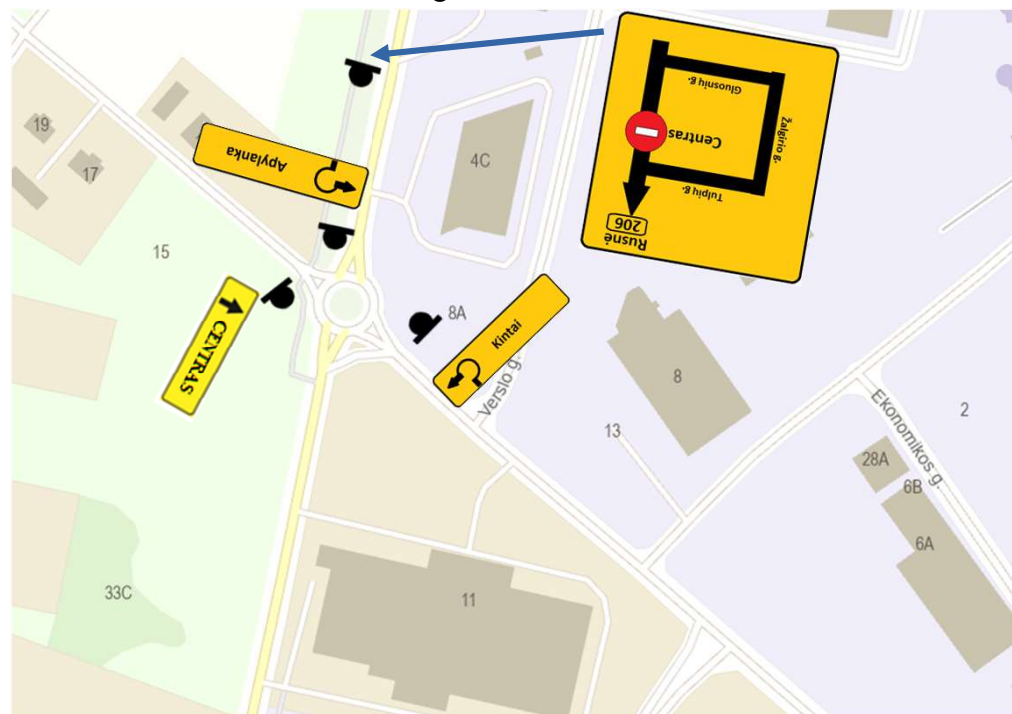 19
17
15
4C
Apylanka
Gluosnių g.
Centras
Žalgirio g.
Tulpių g.
206
Rusnė
8A
CENTRAS
Kintai
Verslo g.
8
13
2
Ekonomikos g.
28A
6B
6A
33C
11